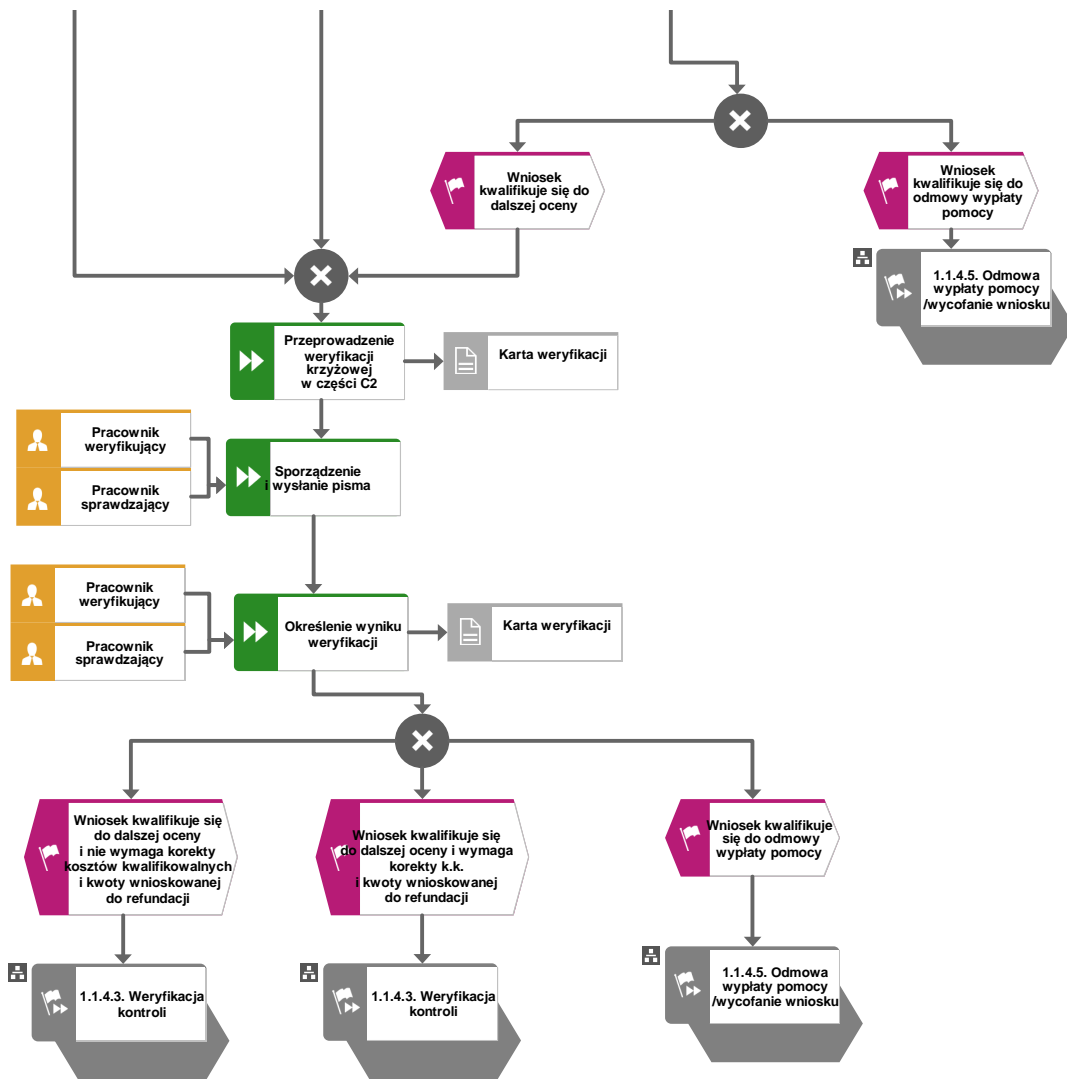 Wniosek
kwalifikuje się do
dalszej oceny
Wniosek
kwalifikuje się do
odmowy wypłaty
pomocy
1.1.4.5. Odmowa
wypłaty pomocy
/wycofanie wniosku
Przeprowadzenie
weryfikacji
krzyżowej
w części C2
Karta weryfikacji
Pracownik
weryfikujący
Pracownik
sprawdzający
Sporządzenie
i wysłanie pisma
Pracownik
weryfikujący
Pracownik
sprawdzający
Określenie wyniku
weryfikacji
Karta weryfikacji
Wniosek kwalifikuje się
do dalszej oceny
i nie wymaga korekty
kosztów kwalifikowalnych
i kwoty wnioskowanej
do refundacji
Wniosek kwalifikuje się
do dalszej oceny i wymaga
korekty k.k.
i kwoty wnioskowanej
do refundacji
Wniosek kwalifikuje
się do odmowy
wypłaty pomocy
1.1.4.3. Weryfikacja
kontroli
1.1.4.3. Weryfikacja
kontroli
1.1.4.5. Odmowa
wypłaty pomocy
/wycofanie wniosku